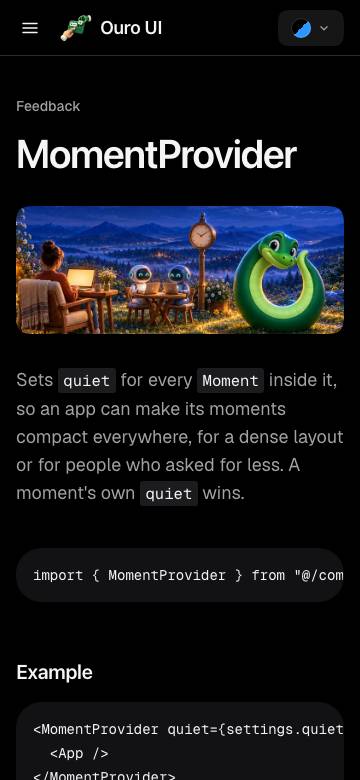 Ouro UI
Feedback
MomentProvider
Sets quiet for every Moment inside it,
so an app can make its moments
compact everywhere, for a dense layout
or for people who asked for less. A
moment's own quiet wins.
import { MomentProvider } from "@/com
Example
<MomentProvider quiet={settings.quiet
<App />
</MomentProvider>